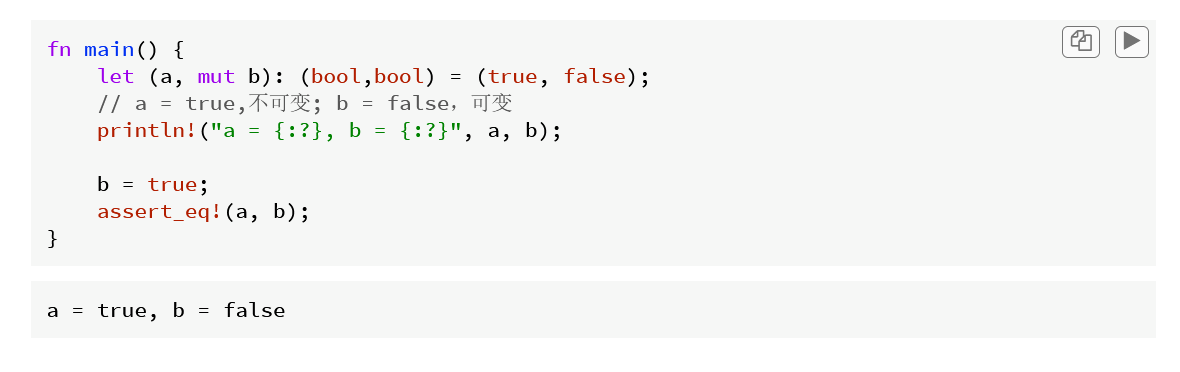 fn main() {
    let (a, mut b): (bool,bool) = (true, false);
    // a = true,不可变; b = false，可变
    println!("a = {:?}, b = {:?}", a, b);

    b = true;
    assert_eq!(a, b);
}
a = true, b = false